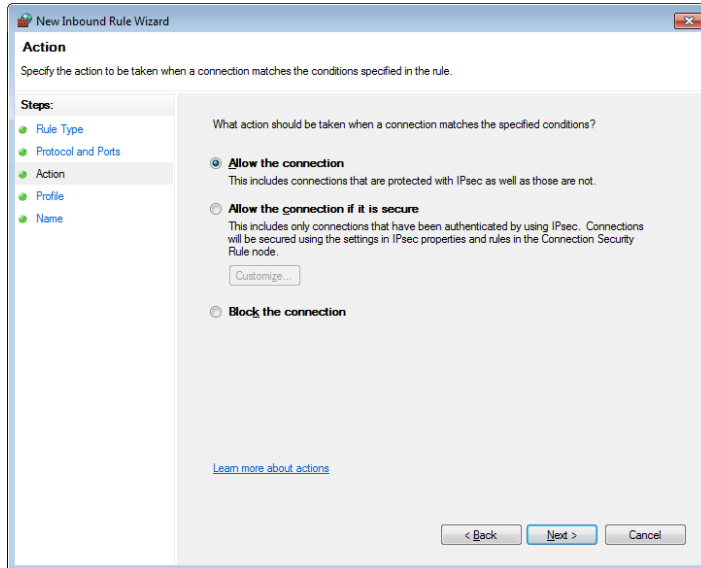 New Inbound Rule Wizard
Action
Specify the action to be taken when a connection matches the conditions specified in the rule.
Steps:
Rule Type
Protocol and Ports
Action
Profile
Name
What action should be taken when a connection matches the specified conditions?
Allow the connection
This includes connections that are protected with IPsec as well as those are not.
Allow the connection if it is secure
This includes only connections that have been authenticated by using IPsec. Connections
will be secured using the settings in IPsec properties and rules in the Connection Security
Rule node.
Customize...
Block the connection
Learn more about actions
< Back
Next >
Cancel